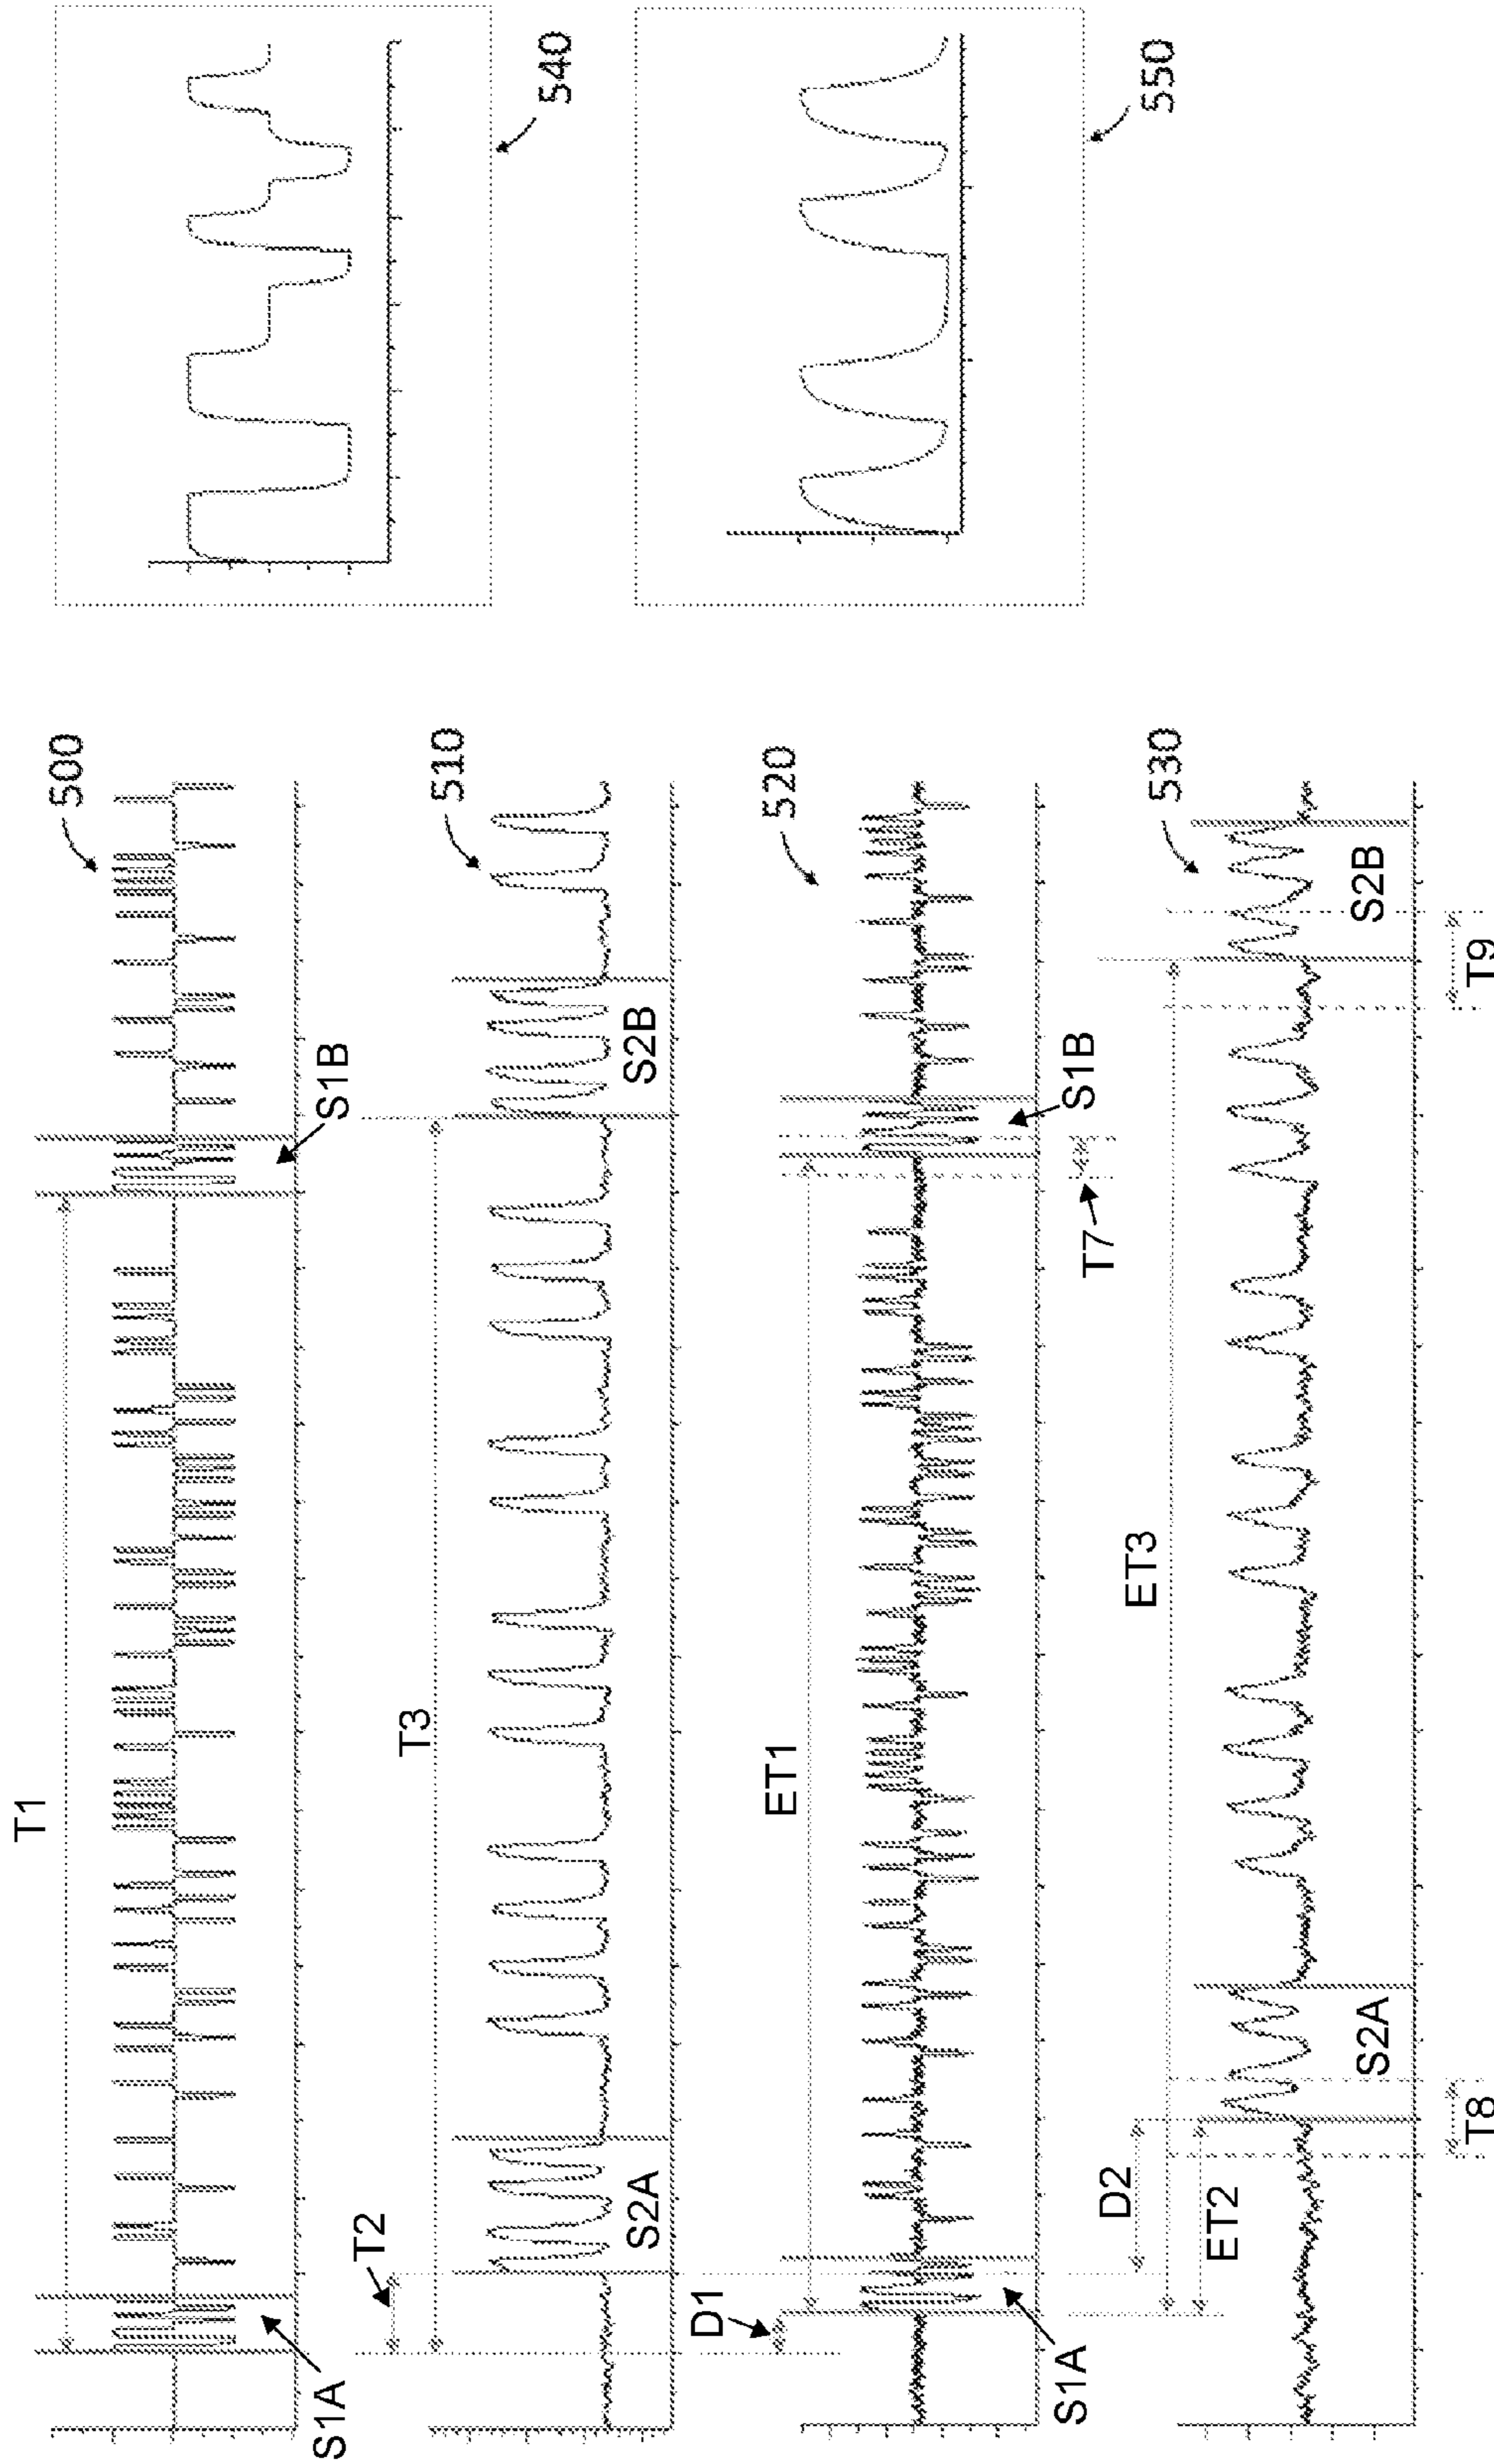 T1
500
S1A
S1B
T2
T3
510
S2A
S2B
D1
ET1
520
S1A
S1B
T7
D2
ET2
ET3
530
S2A
S2B
T8
T9
540
550